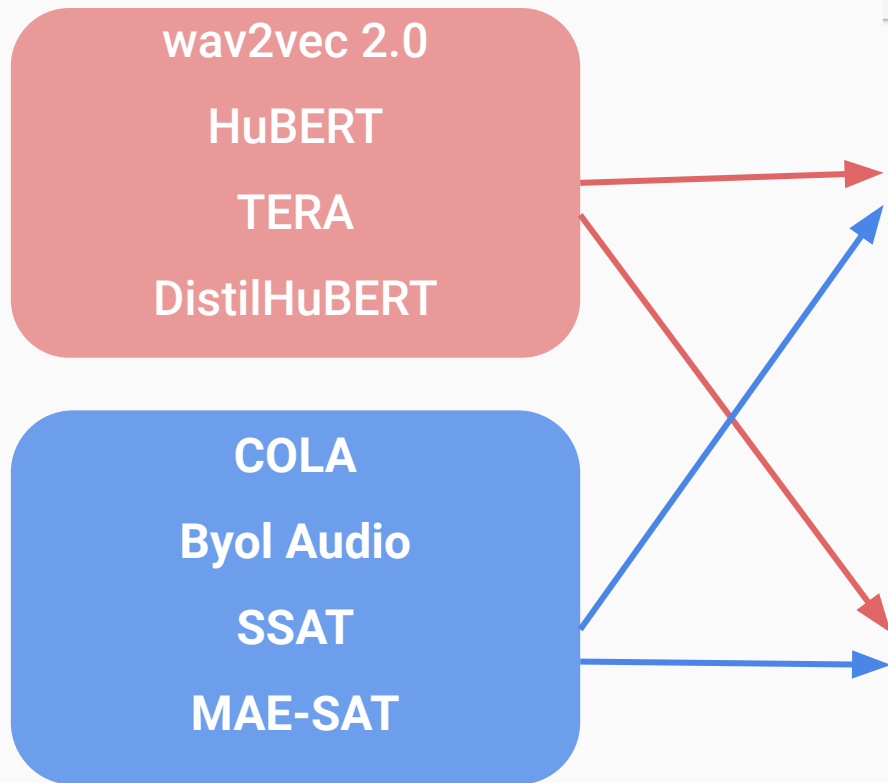 wav2vec 2.0
HuBERT
TERA
DistilHuBERT
COLA
Byol Audio
SSAT
MAE-SAT